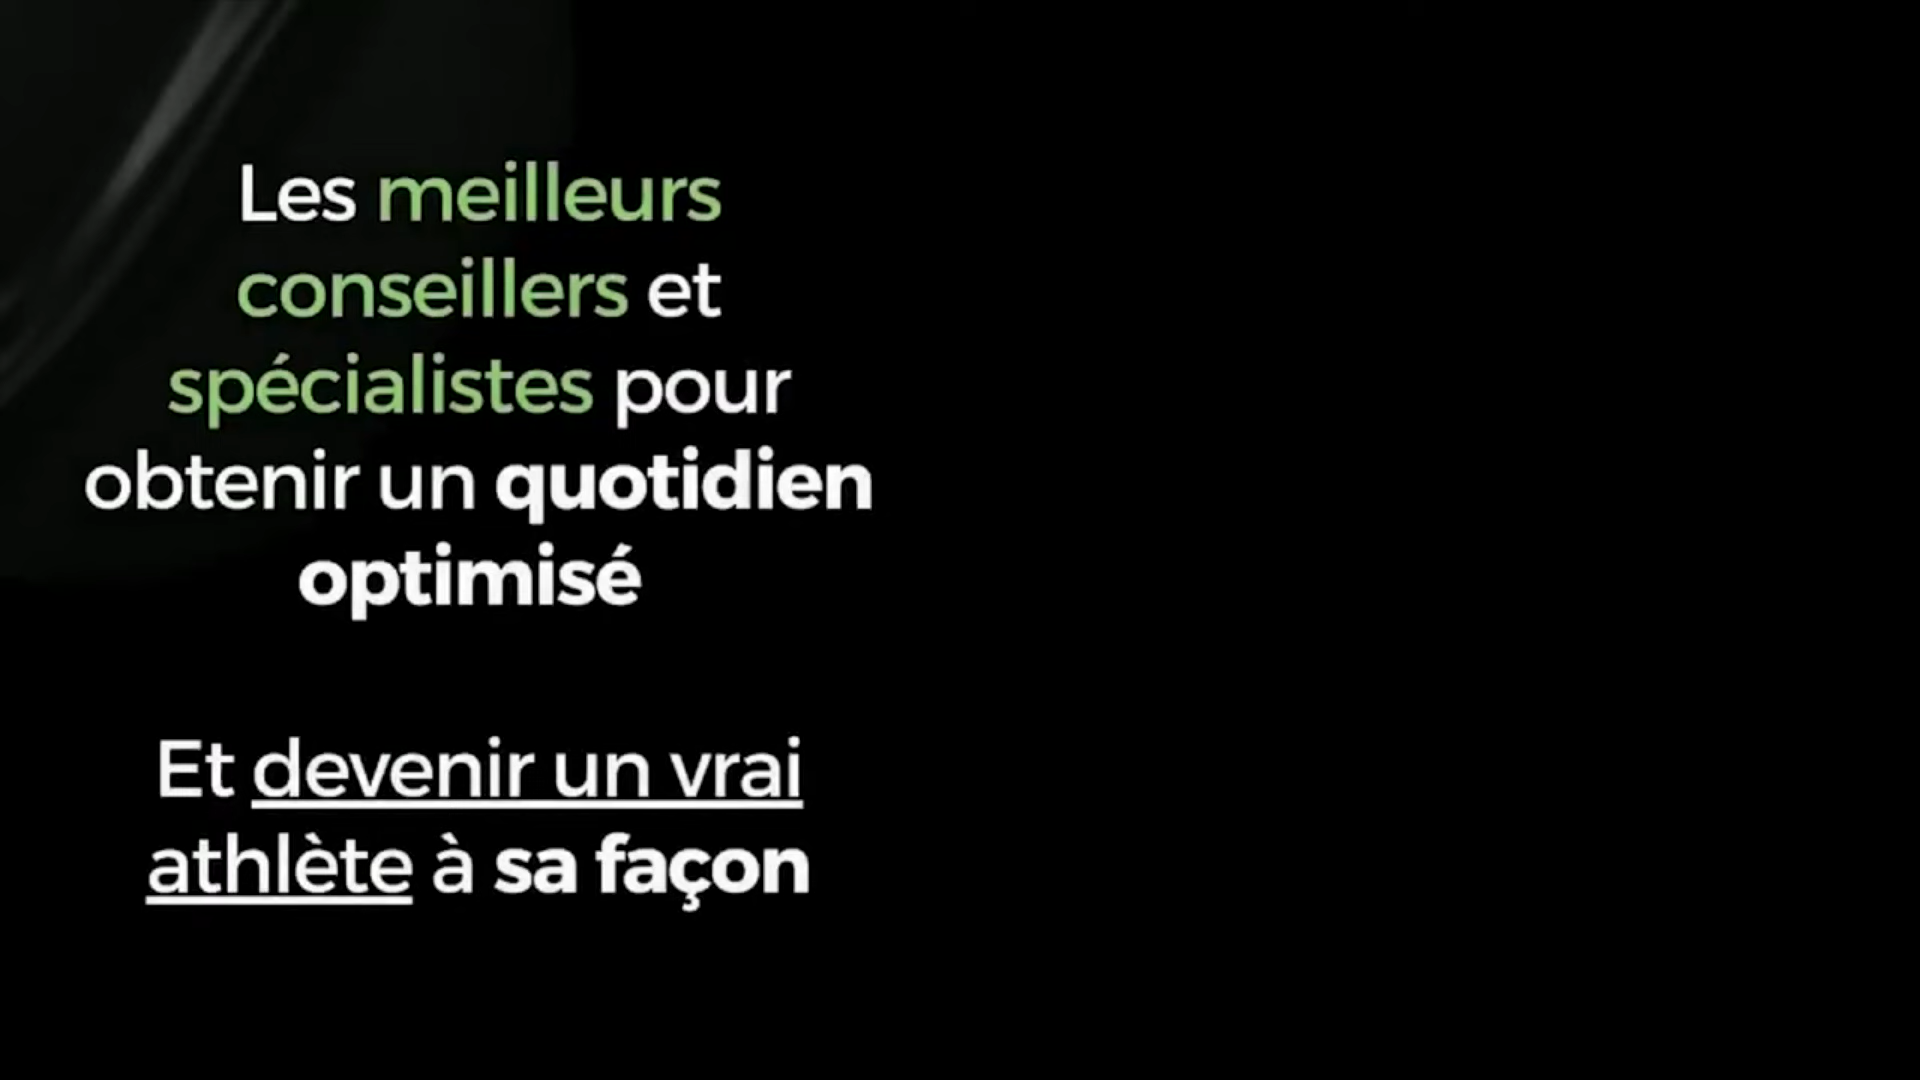 Les meilleurs
conseillers et
spécialistes pour
obtenir un quotidien
optimisé
Et devenir un vrai
athlète à sa façon